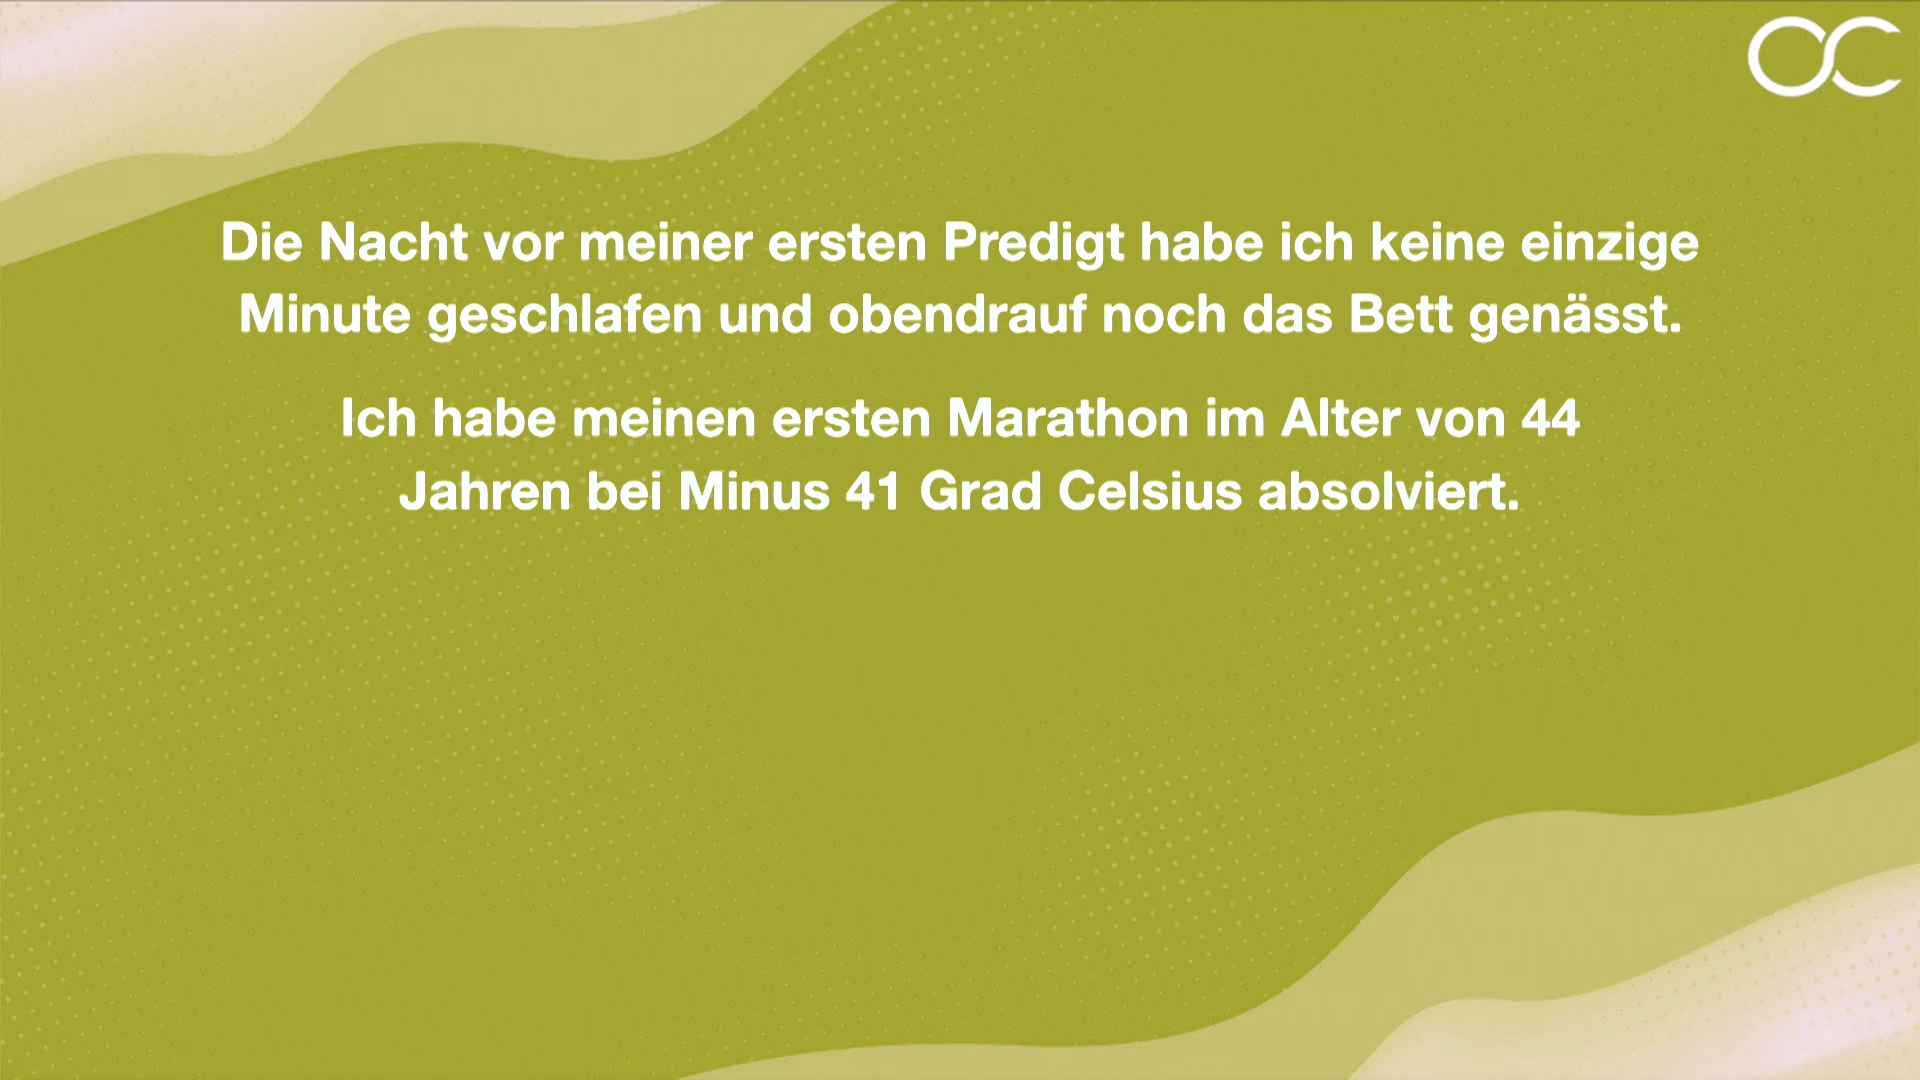 OC
Die Nacht vor meiner ersten Predigt habe ich keine einzige
Minute geschlafen und obendrauf noch das Bett genässt.
Ich habe meinen ersten Marathon im Alter von 44
Jahren bei Minus 41 Grad Celsius absolviert.